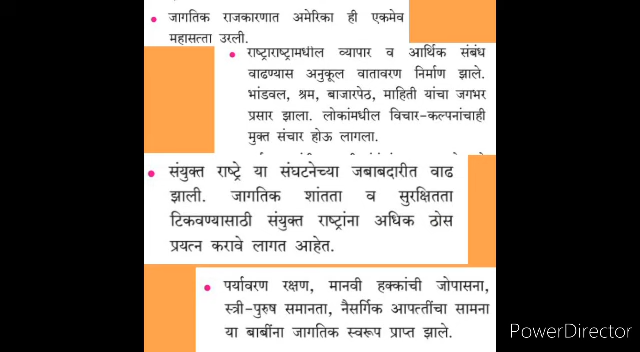 जागतिक राजकारणात अमेरिका ही एकमेव
महासत्ता उरली.
राष्ट्राराष्ट्रामधील व्यापार व आर्थिक संबंध
वाढण्यास अनुकूल वातावरण निर्माण झाले.
भांडवल, श्रम, बाजारपेठ, माहिती यांचा जगभर
प्रसार झाला. लोकांमधील विचार-कल्पनांचाही
मुक्त संचार होऊ लागला.
संयुक्त राष्ट्रे या संघटनेच्या जबाबदारीत वाढ
झाली. जागतिक शांतता व सुरक्षितता
टिकवण्यासाठी संयुक्त राष्ट्रांना अधिक ठोस
प्रयत्न करावे लागत आहेत.
पर्यावरण रक्षण, मानवी हक्कांची जोपासना,
स्त्री-पुरुष समानता, नैसर्गिक आपत्तींचा सामना
या बाबींना जागतिक स्वरूप प्राप्त झाले.
PowerDirector